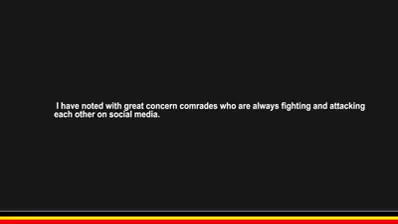 I have noted with great concern comrades who are always fighting and attacking
each other on social media.